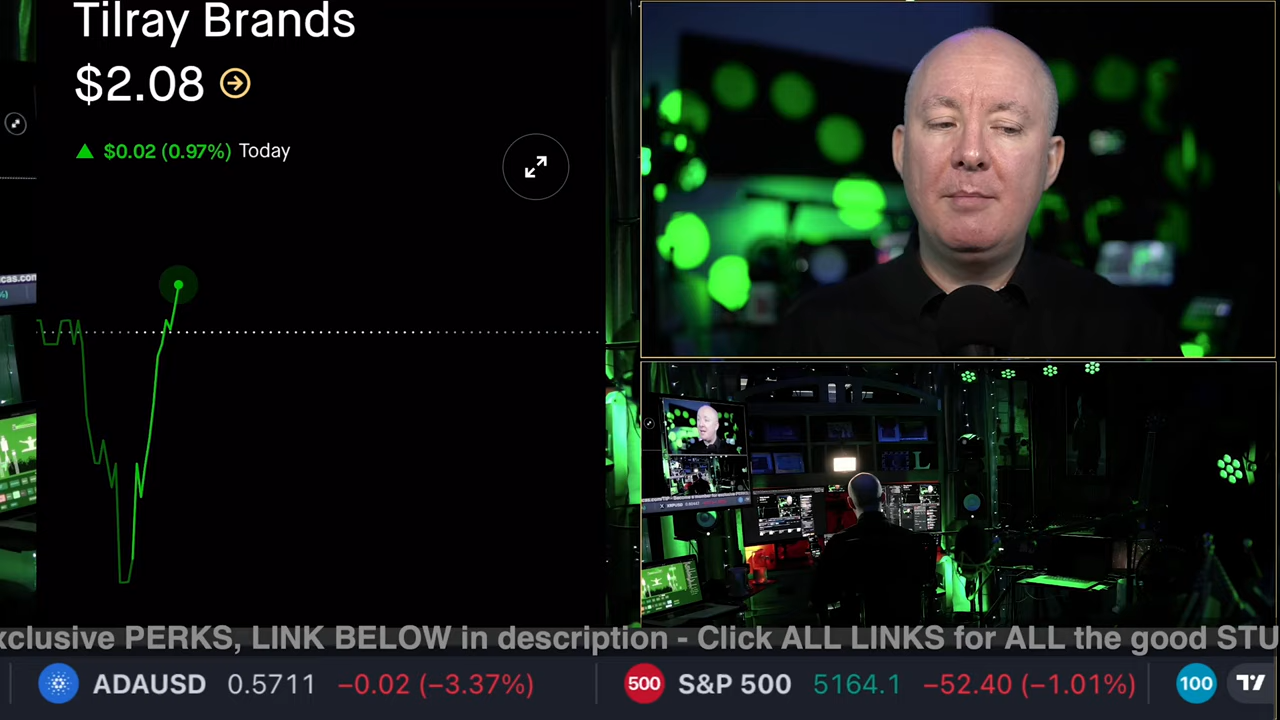 Tilray Brands
$2.08
$0.02 (0.97%) Today
cas.com
%)
L
xclusive PERKS, LINK BELOW in description - Click ALL LINKS for ALL the good STU
ADAUSD 0.5711 −0.02 (−3.37%) 500 S&P 500 5164.1 −52.40 (−1.01%) 100